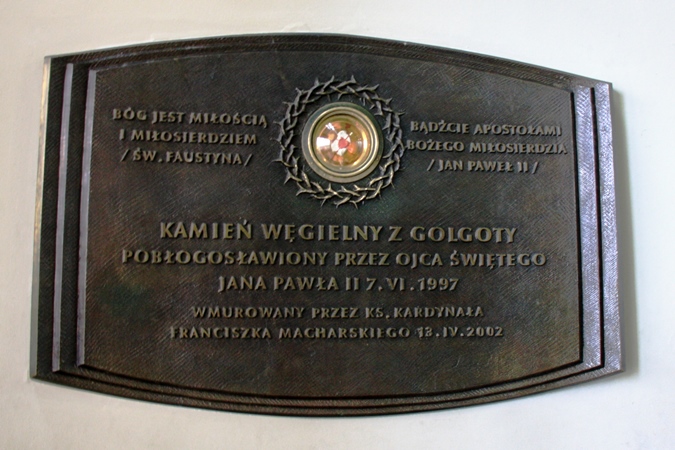 BÓG JEST MIŁOŚCIĄ
I MIŁOSIERDZIEM
/ŚW. FAUSTYNA/
BĄDŹCIE APOSTOŁAMI
BOŻEGO MIŁOSIERDZIA
/JAN PAWEŁ II/
KAMIEŃ WĘGIELNY Z GOLGOTY
POBŁOGOSŁAWIONY PRZEZ OJCA ŚWIĘTEGO
JANA PAWŁA II 7.VI.1997
WMUROWANY PRZEZ KS. KARDYNAŁA
FRANCISZKA MACHARSKIEGO 13.IV.2002